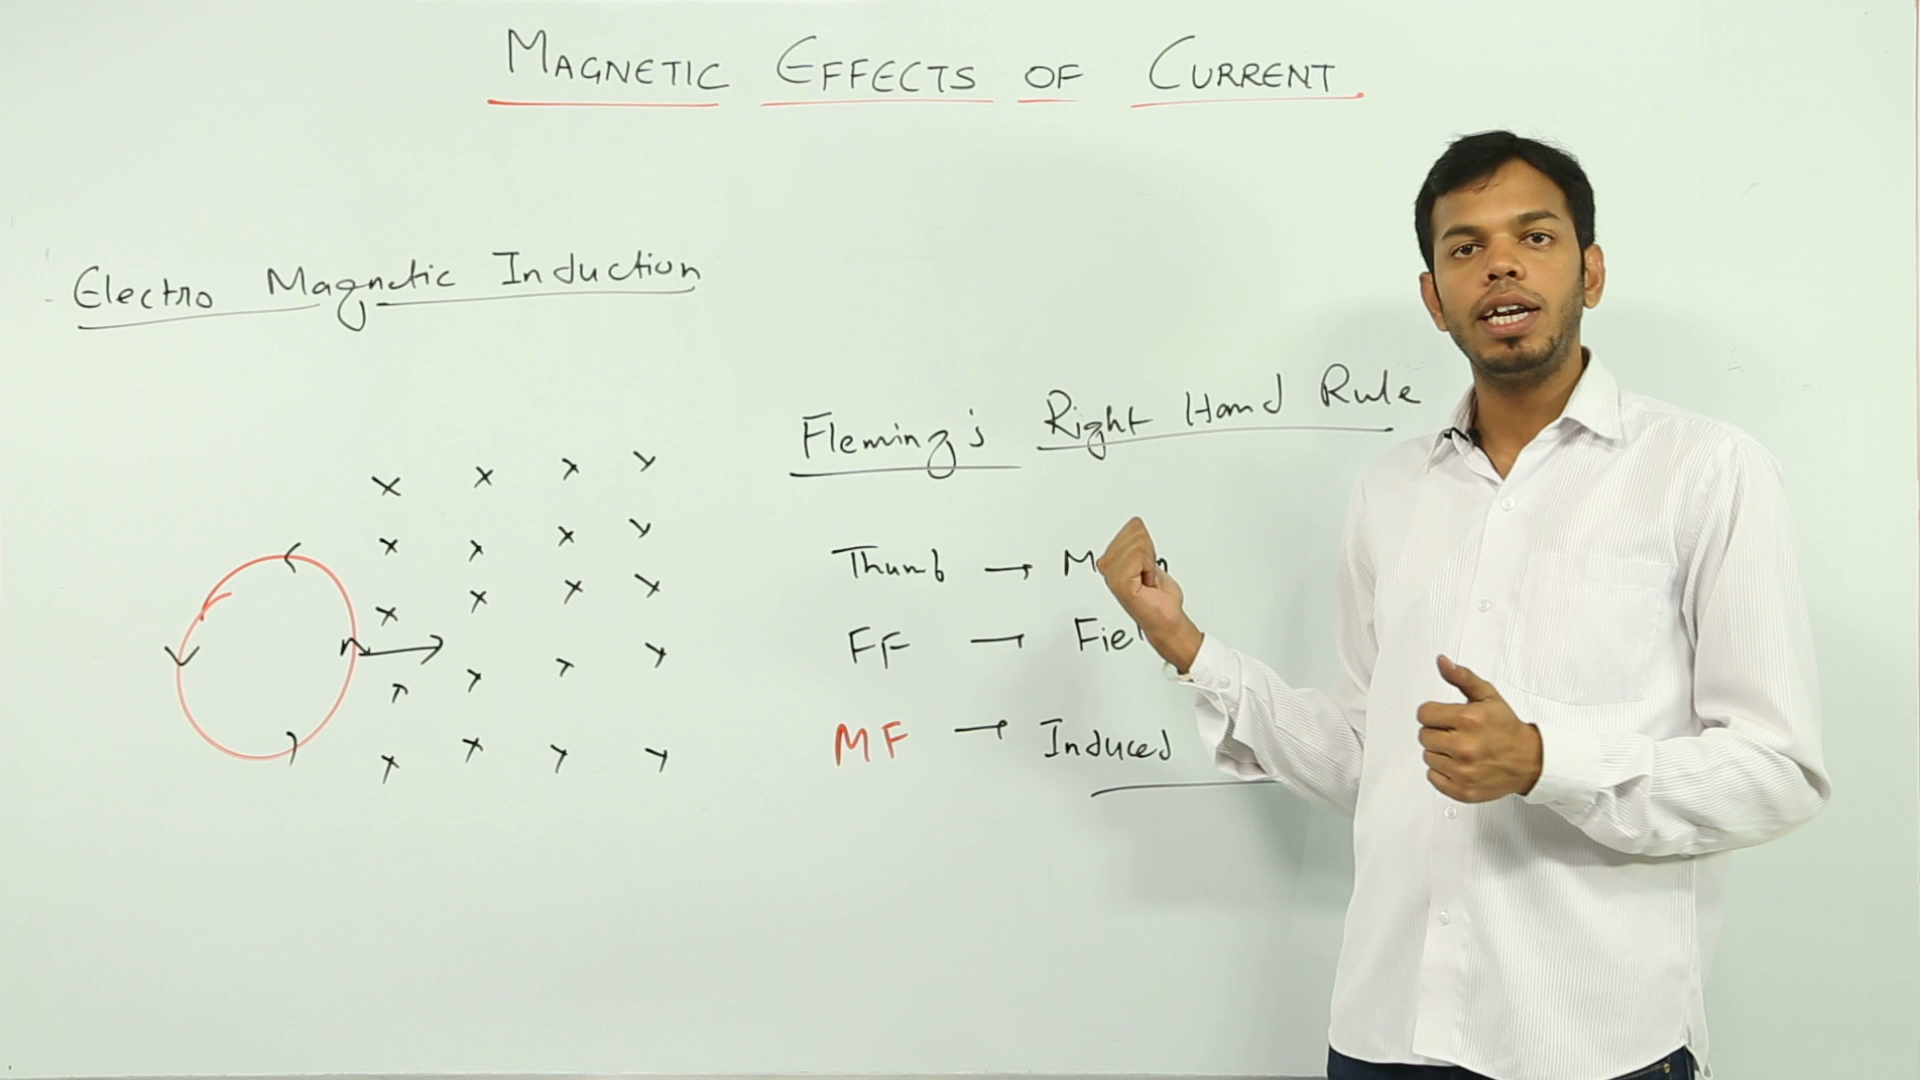 MAGNETIC EFFECTS OF CURRENT
Electro Magnetic Induction
Fleming's Right Hand Rule
Thumb →
FF →
MF → Induced